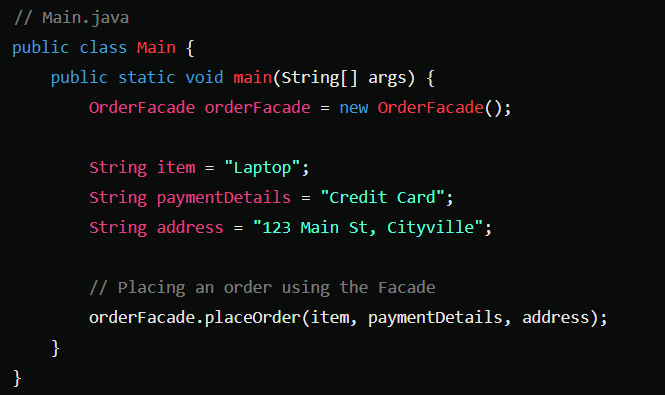 // Main.java
public class Main {
    public static void main(String[] args) {
        OrderFacade orderFacade = new OrderFacade();

        String item = "Laptop";
        String paymentDetails = "Credit Card";
        String address = "123 Main St, Cityville";

        // Placing an order using the Facade
        orderFacade.placeOrder(item, paymentDetails, address);
    }
}